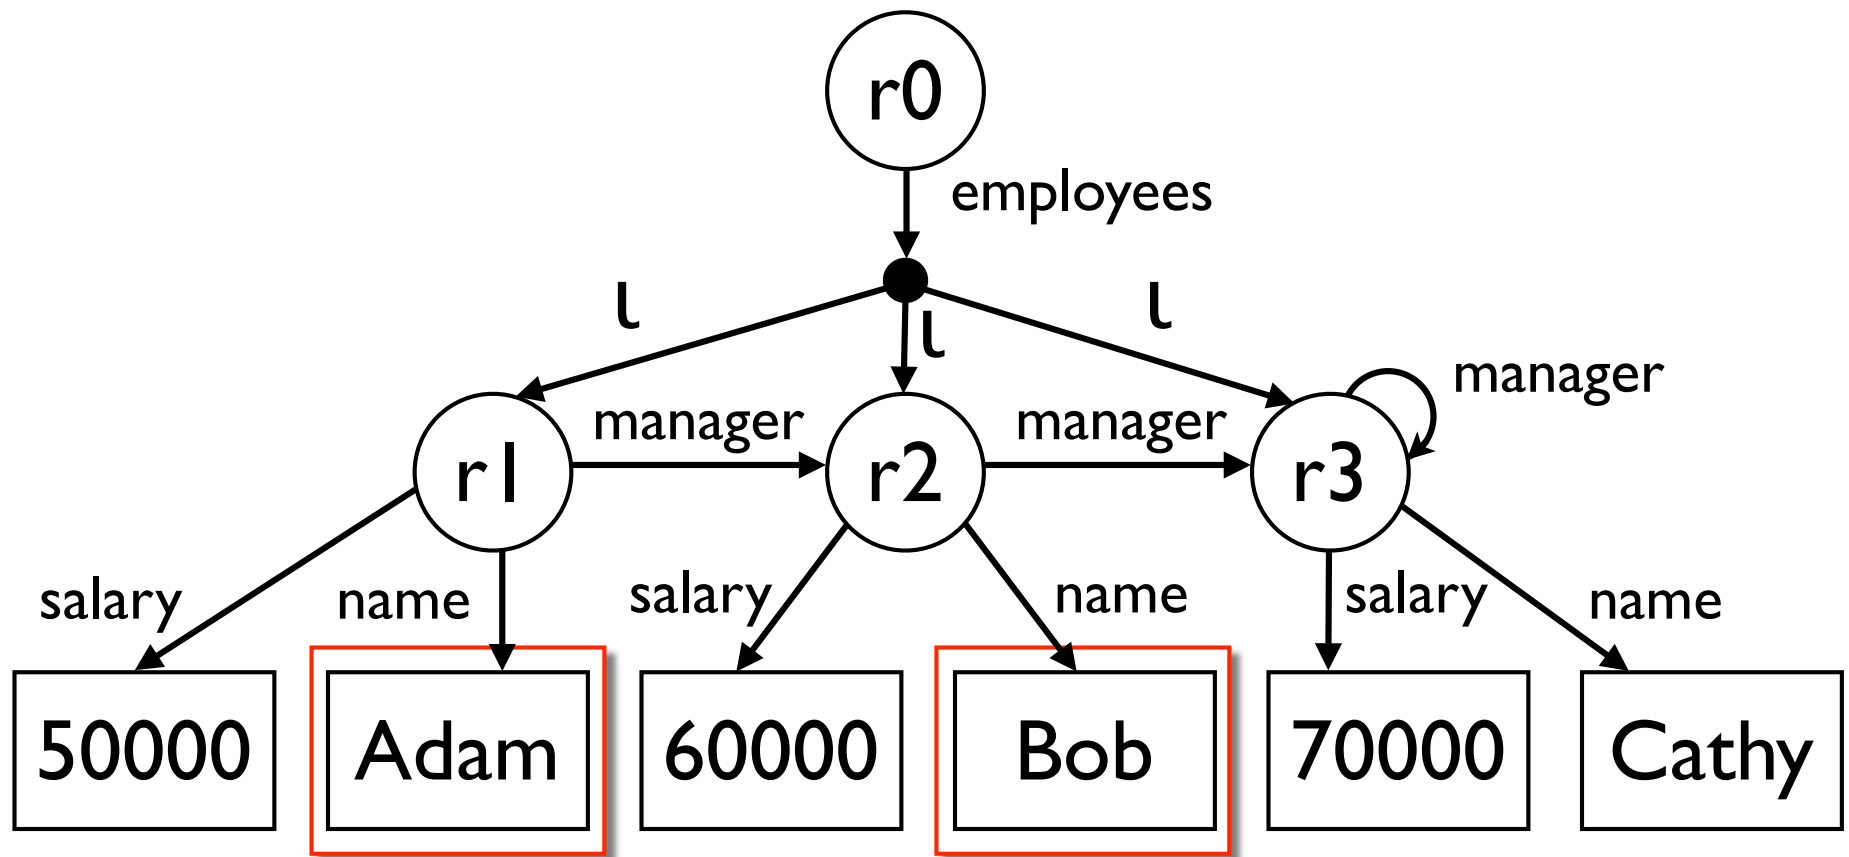 r0
employees
ι ι ι
manager
manager manager
r1 r2 r3
salary name salary name salary name
50000 Adam 60000 Bob 70000 Cathy